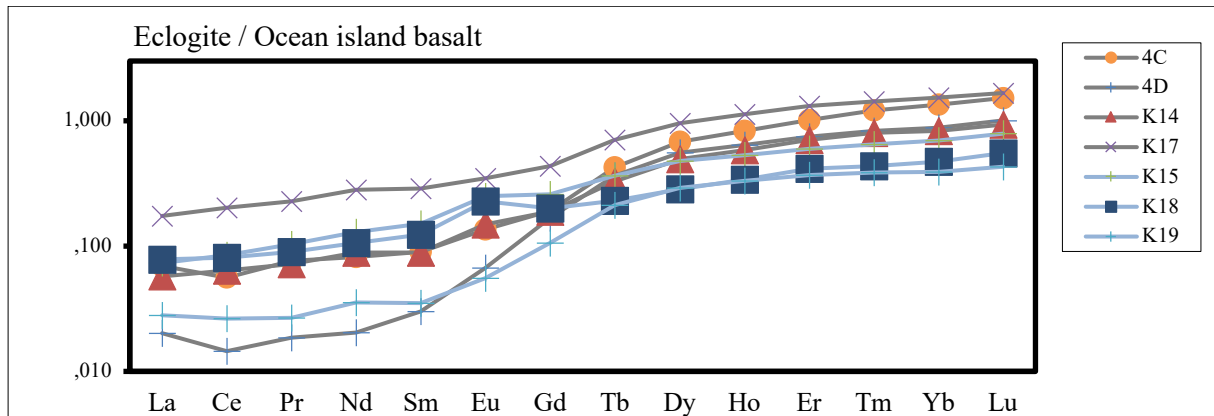 Eclogite / Ocean island basalt
1,000
,100
,010
La Ce Pr Nd Sm Eu Gd Tb Dy Ho Er Tm Yb Lu
4C
4D
K14
K17
K15
K18
K19